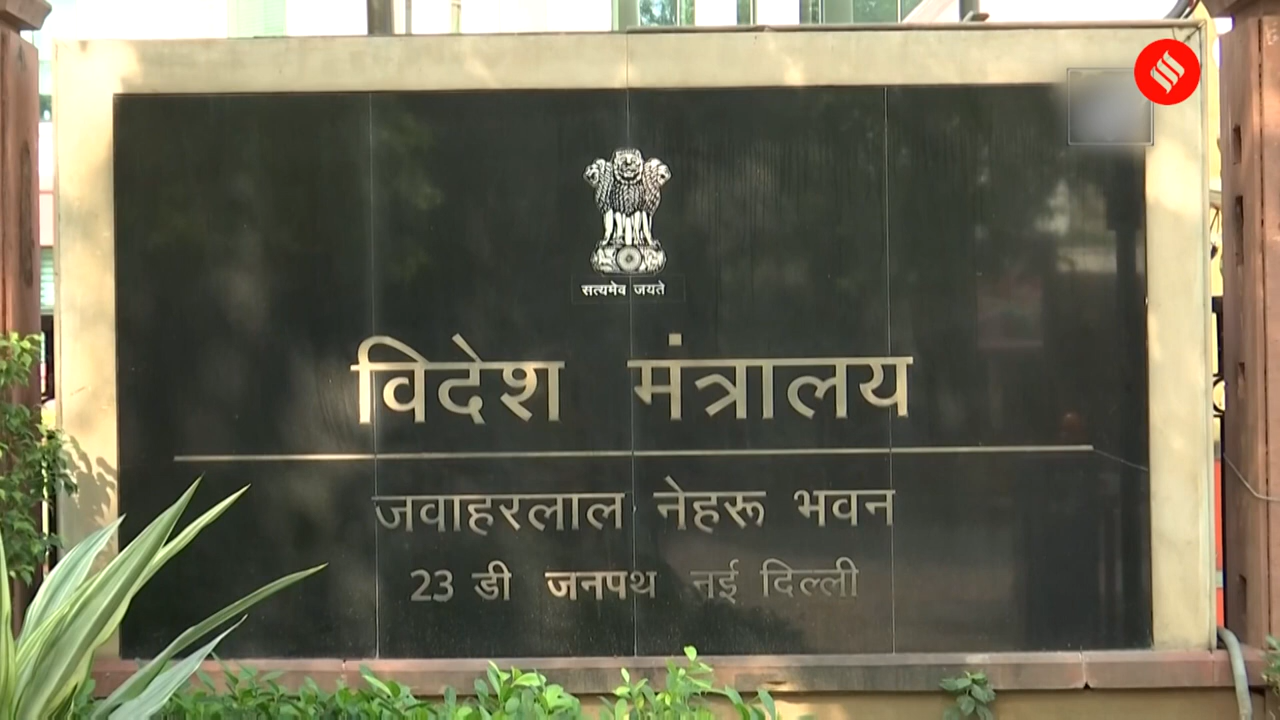 सत्यमेव जयते
विदेश मंत्रालय
जवाहरलाल नेहरू भवन
23 डी जनपथ नई दिल्ली